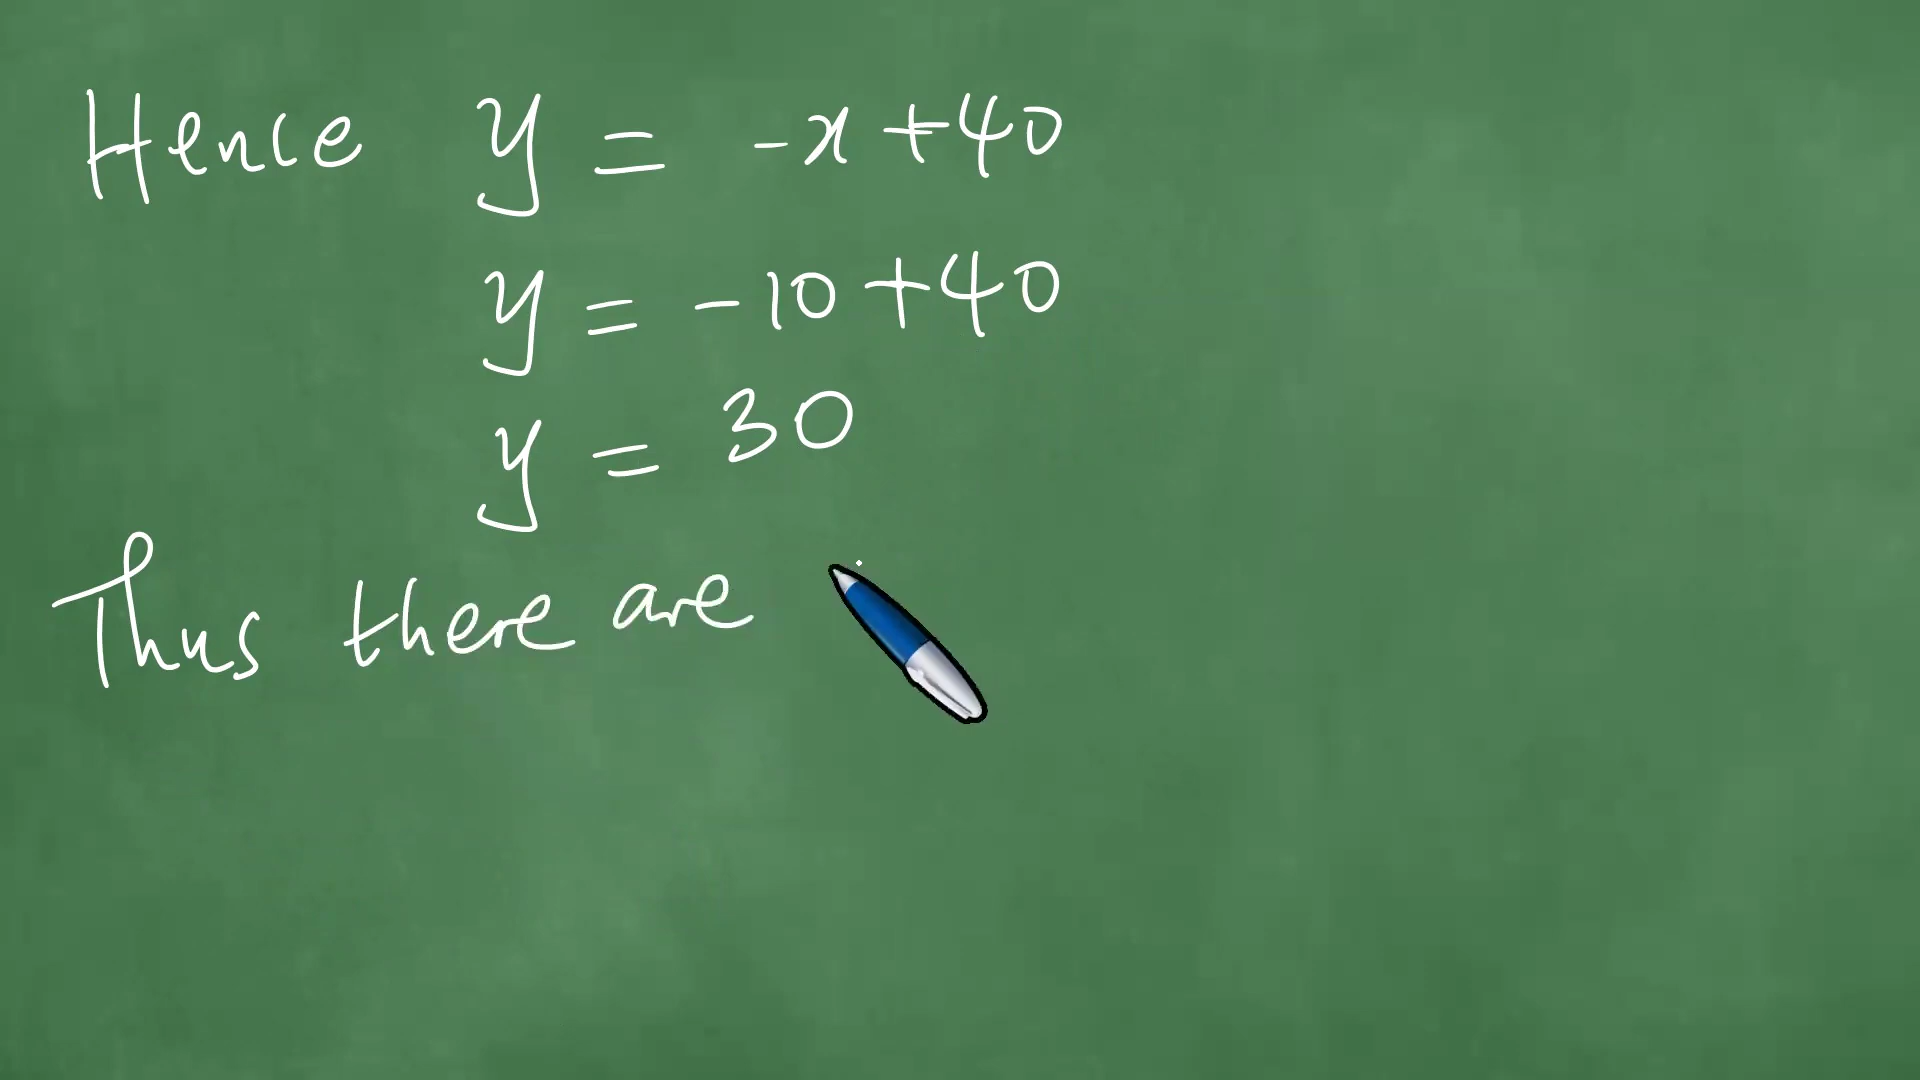 Hence y = -x + 40
y = -10 + 40
y = 30
Thus there are